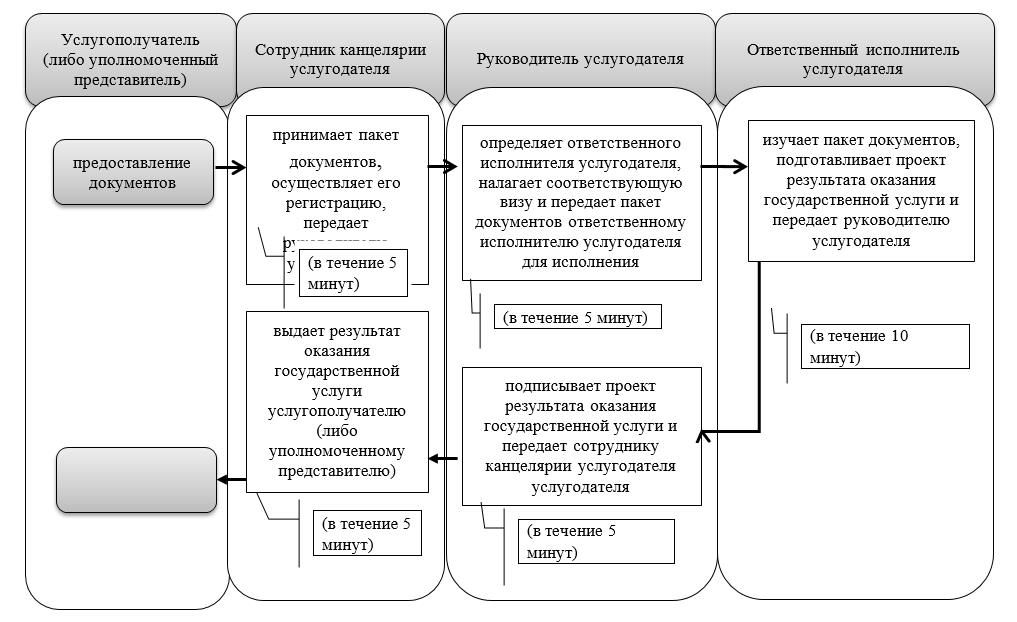 Услугополучатель
(либо уполномоченный
представитель)
Сотрудник канцелярии
услугодателя
Руководитель услугодателя
Ответственный исполнитель
услугодателя
предоставление
документов
принимает пакет
документов,
осуществляет его
регистрацию,
передает
(в течение 5
минут)
определяет ответственного
исполнителя услугодателя,
налагает соответствующую
визу и передает пакет
документов ответственному
исполнителю услугодателя
для исполнения
(в течение 5 минут)
изучает пакет документов,
подготавливает проект
результата оказания
государственной услуги и
передает руководителю
услугодателя
(в течение 10
минут)
подписывает проект
результата оказания
государственной услуги и
передает сотруднику
канцелярии услугодателя
услугодателя
(в течение 5
минут)
выдает результат
оказания
государственной
услуги
услугополучателю
(либо
уполномоченному
представителю)
(в течение 5
минут)